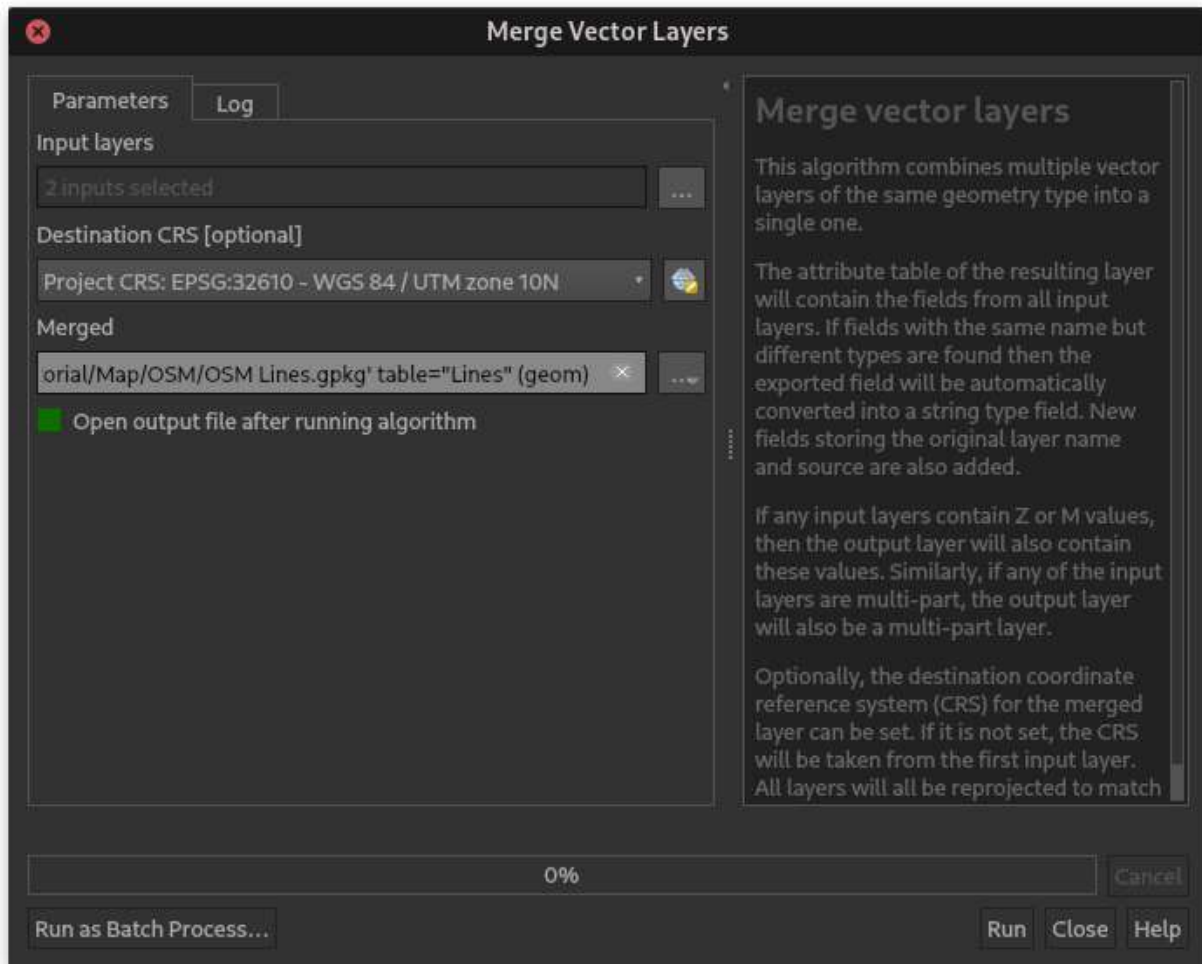 Merge Vector Layers
Parameters
Log
Input layers
2 inputs selected
...
Destination CRS [optional]
Project CRS: EPSG:32610 - WGS 84 / UTM zone 10N
Merged
orial/Map/OSM/OSM Lines.gpkg' table="Lines" (geom)
...
Open output file after running algorithm
Merge vector layers
This algorithm combines multiple vector
layers of the same geometry type into a
single one.
The attribute table of the resulting layer
will contain the fields from all input
layers. If fields with the same name but
different types are found then the
exported field will be automatically
converted into a string type field. New
fields storing the original layer name
and source are also added.
If any input layers contain Z or M values,
then the output layer will also contain
these values. Similarly, if any of the input
layers are multi-part, the output layer
will also be a multi-part layer.
Optionally, the destination coordinate
reference system (CRS) for the merged
layer can be set. If it is not set, the CRS
will be taken from the first input layer.
All layers will all be reprojected to match
0%
Cancel
Run as Batch Process...
Run
Close
Help